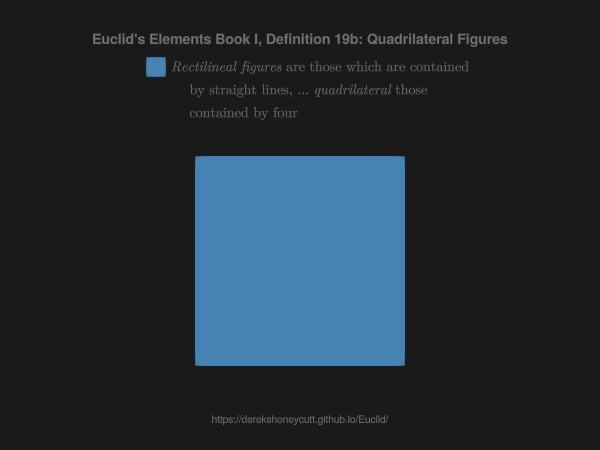 Euclid's Elements Book I, Definition 19b: Quadrilateral Figures
Rectilineal figures are those which are contained
by straight lines, ... quadrilateral those
contained by four
https://derekshoneycutt.github.io/Euclid/